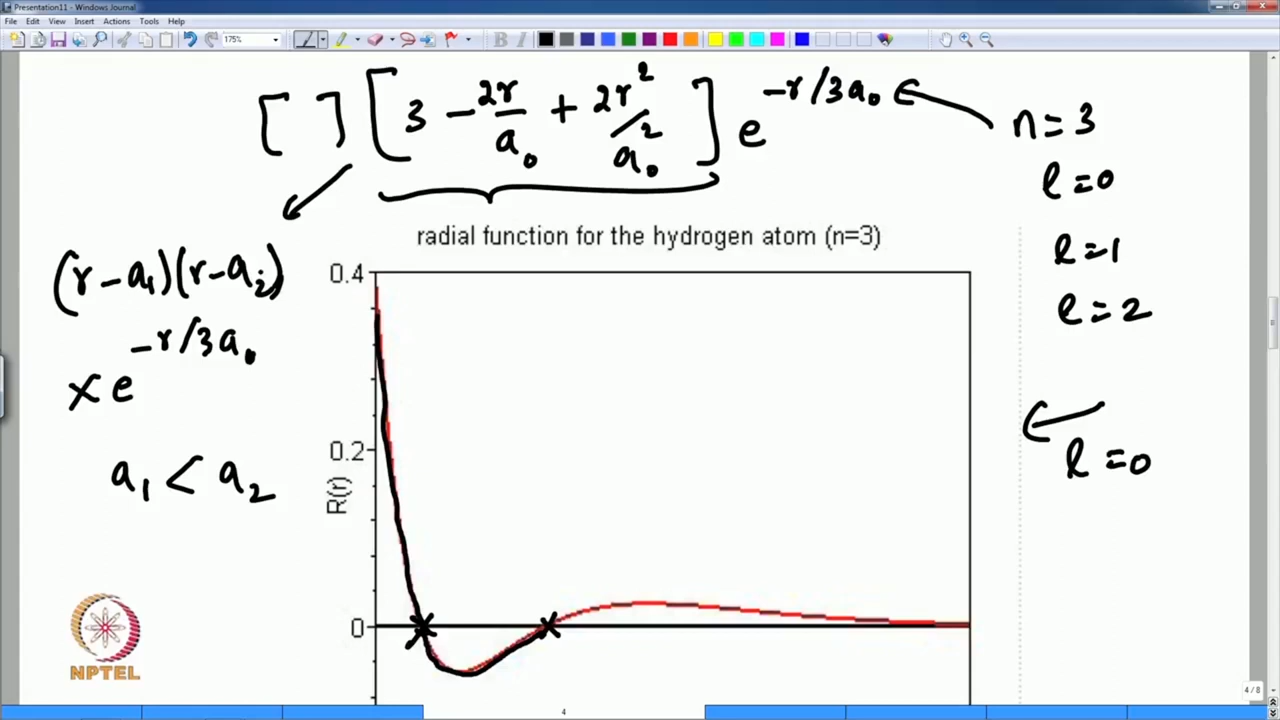 Presentation11 - Windows Journal
File Edit View Insert Actions Tools Help
175%
[ ] [3 - 2r/a₀ + 2r²/a₀²] e^(-r/3a₀)
n=3
l=0
l=1
l=2
radial function for the hydrogen atom (n=3)
(r-a₁)(r-a₂)
× e^(-r/3a₀)
a₁ < a₂
l=0
0.4
0.2
0
R(r)
NPTEL
4 / 8
4